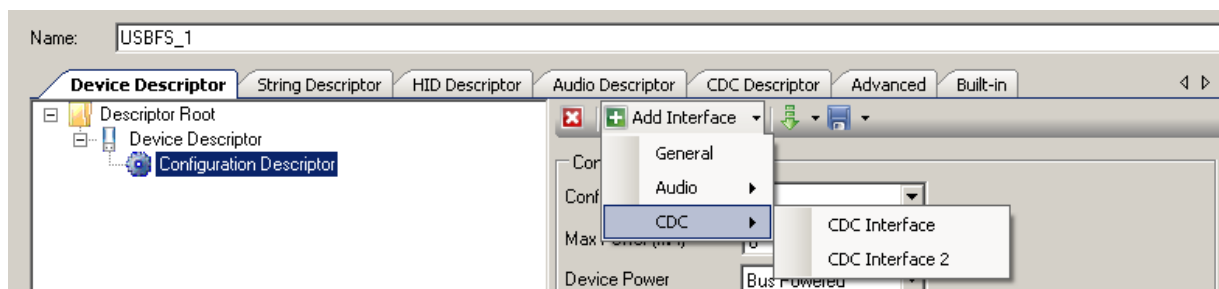 Name: USBFS_1
Device Descriptor String Descriptor HID Descriptor Audio Descriptor CDC Descriptor Advanced Built-in
Descriptor Root
Device Descriptor
Configuration Descriptor
Add Interface
General
Audio
CDC
CDC Interface
CDC Interface 2
Device Power Bus Powered